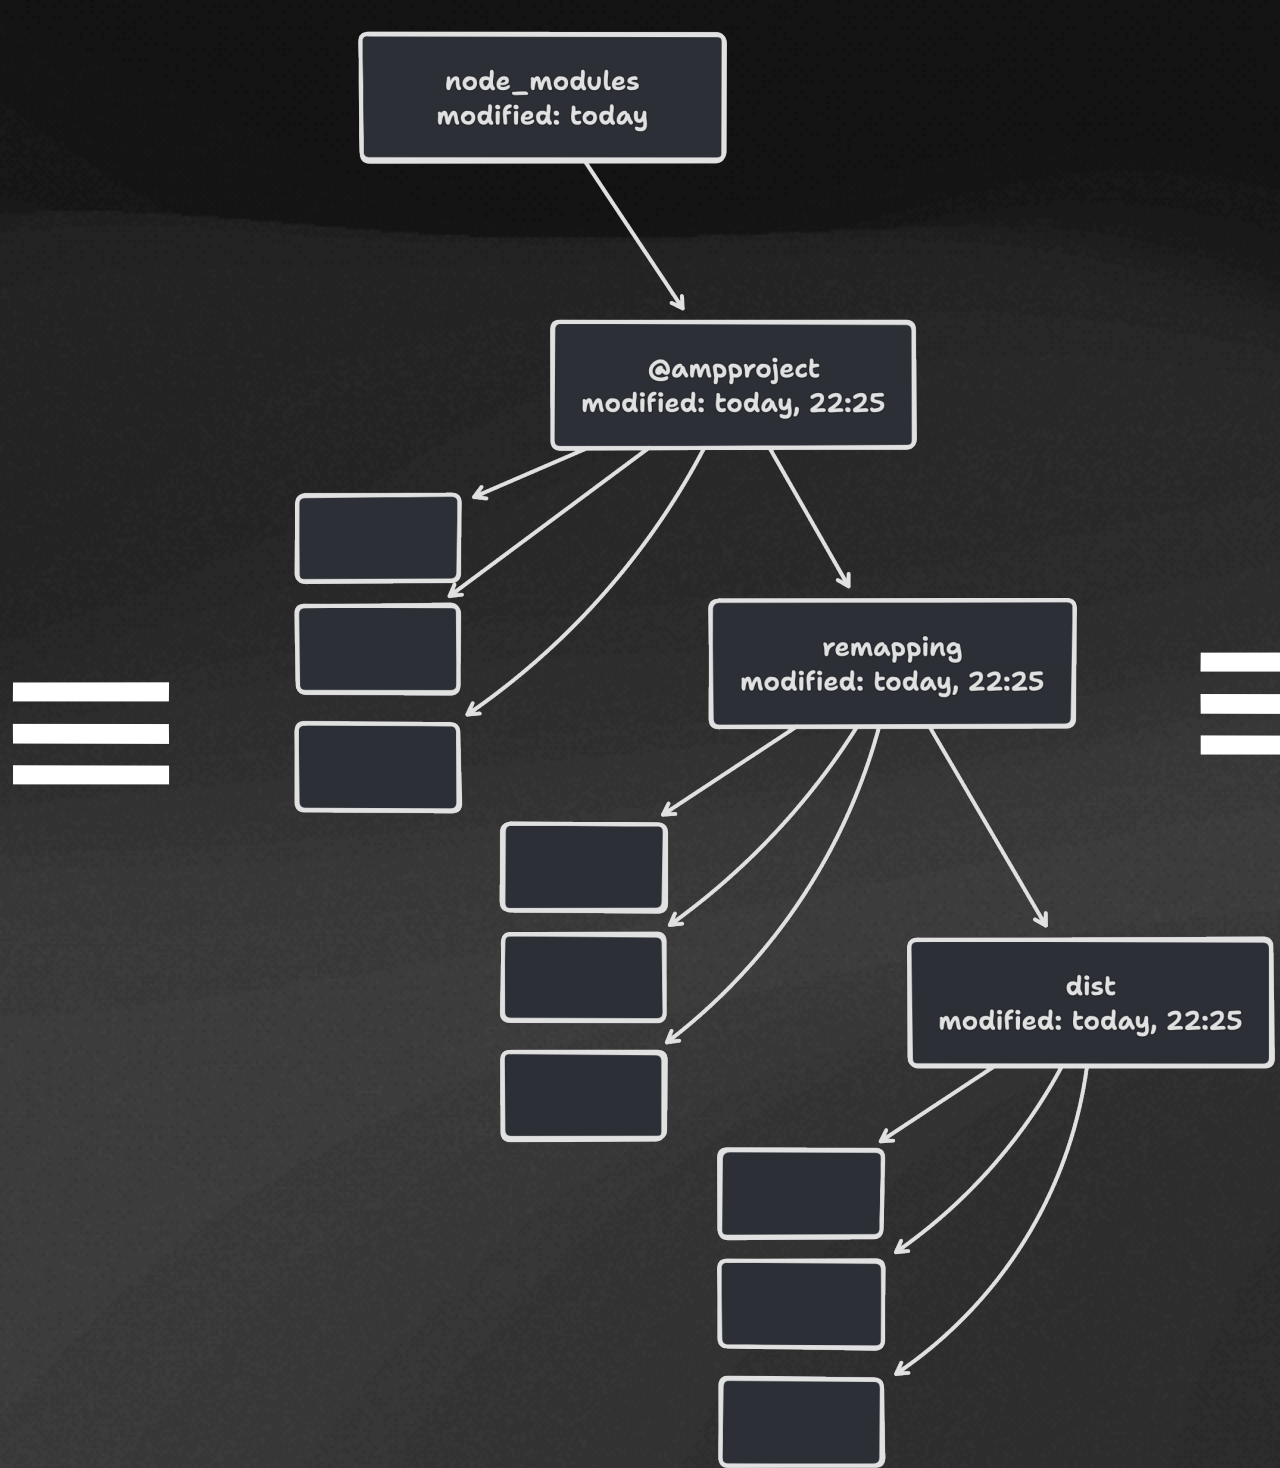 node_modules
modified: today
@ampproject
modified: today, 22:25
remapping
modified: today, 22:25
dist
modified: today, 22:25